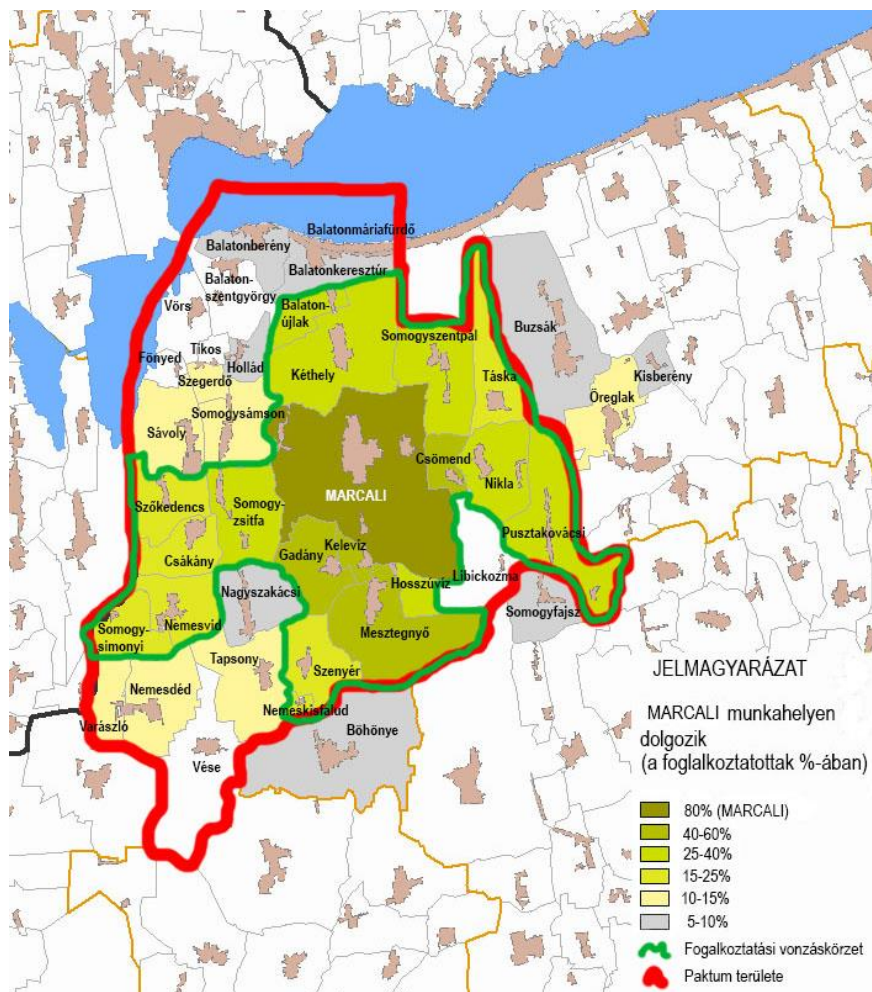 Balatonmáriafürdő
Balatonberény
Balatonkeresztúr
Balaton-
szentgyörgy
Vörs
Balaton-
újlak
Buzsák
Somogyszentpál
Tikos
Főnyed
Hollád
Szegerdő
Kéthely
Táska
Kisberény
Öreglak
Somogysámson
Sávoly
Csömend
Nikla
MARCALI
Szőkedencs
Somogy-
zsitfa
Pusztakovácsi
Csákány
Gadány
Kelevíz
Hosszúvíz
Libickozma
Nagyszakácsi
Somogyfajsz
Somogy-
simonyi
Nemesvid
Mesztegnyő
Tapsony
Szenyér
Nemesdéd
Nemeskisfalud
Varászló
Böhönye
Vése
JELMAGYARÁZAT
MARCALI munkahelyen
dolgozik
(a foglalkoztatottak %-ában)
80% (MARCALI)
40-60%
25-40%
15-25%
10-15%
5-10%
Fogalkoztatási vonzáskörzet
Paktum területe